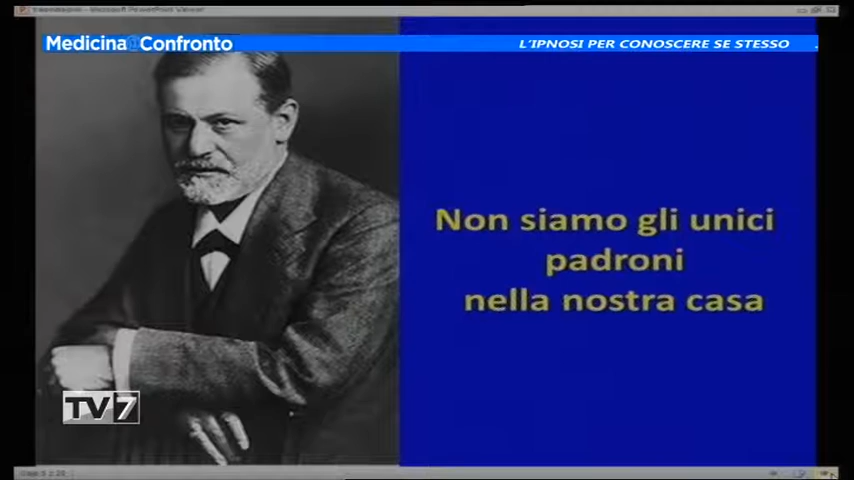 Medicina@Confronto
L'IPNOSI PER CONOSCERE SE STESSO
Non siamo gli unici
padroni
nella nostra casa
TV7